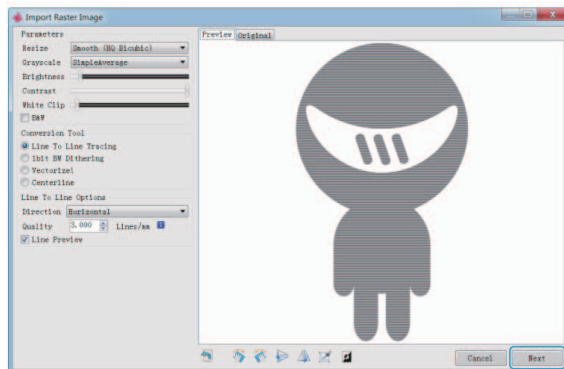 Import Raster Image
Parameters
Resize Smooth (HQ Bicubic)
Grayscale SimpleAverage
Brightness
Contrast
White Clip
B&W
Conversion Tool
Line To Line Tracing
1bit BW Dithering
Vectorize!
Centerline
Line To Line Options
Direction Horizontal
Quality 3.000 Lines/mm
Line Preview
Preview Original
Cancel Next